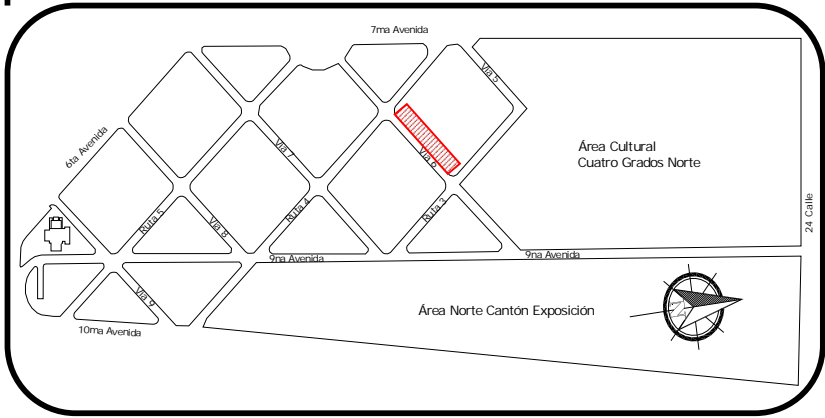 7ma Avenida
Vía 5
6ta Avenida
Vía 7
Vía 6
Área Cultural
Cuatro Grados Norte
Ruta 5
Vía 8
Ruta 4
Ruta 3
24 Calle
9na Avenida
9na Avenida
Vía 9
10ma Avenida
Área Norte Cantón Exposición